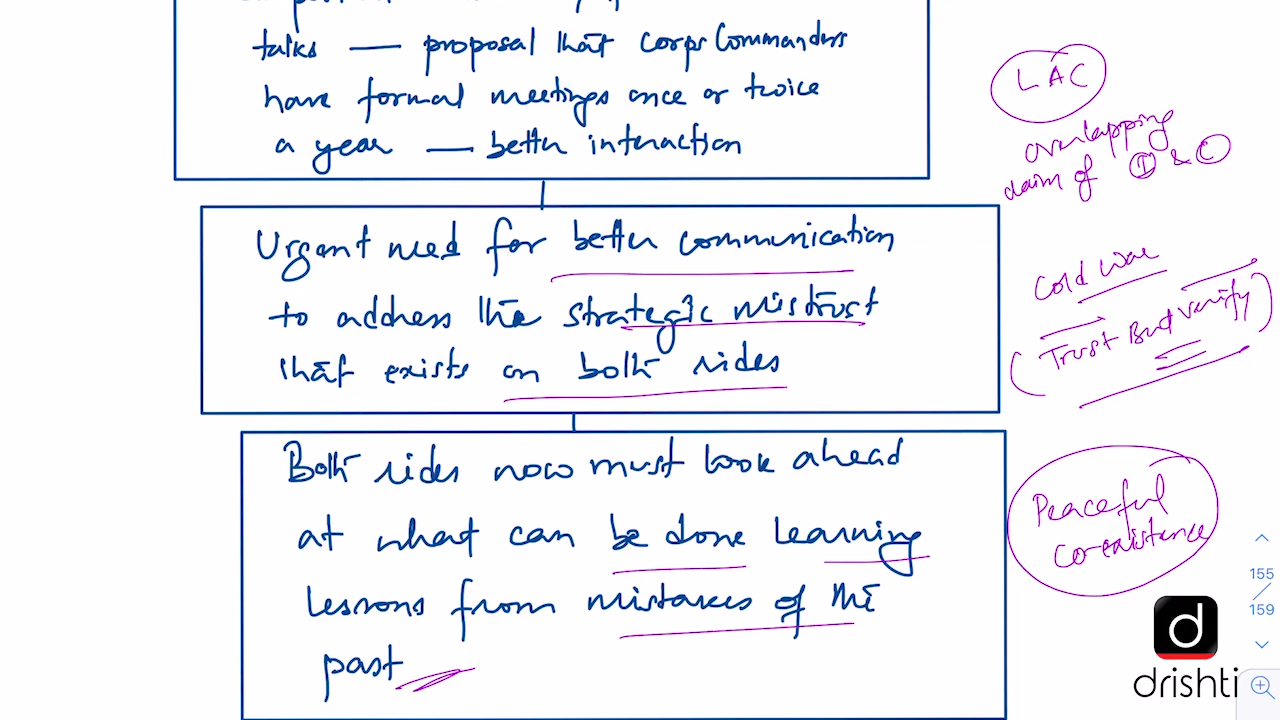 talks — proposal that corps Commanders
have formal meetings once or twice
a year — better interaction
Urgent need for better communication
to address the strategic mistrust
that exists on both sides
Both sides now must look ahead
at what can be done learning
lessons from mistakes of the
past
LAC
overlapping
claim of I & C
Cold War
(Trust But verify)
Peaceful
Co-existence
155
/
159
d
drishti